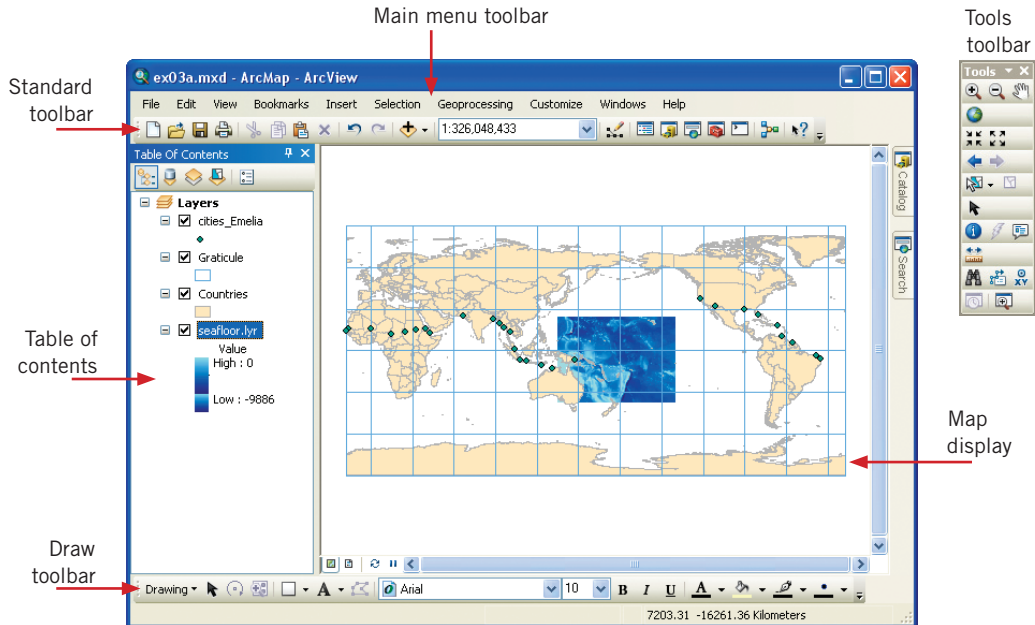 Main menu toolbar
Tools
toolbar
Standard
toolbar
ex03a.mxd - ArcMap - ArcView
Tools
File Edit View Bookmarks Insert Selection Geoprocessing Customize Windows Help
1:326,048,433
Table Of Contents
Catalog
Search
Layers
cities_Emelia
Graticule
Countries
seafloor.lyr
Value
High : 0
Low : -9886
XY
Table of
contents
Map
display
Draw
toolbar
Drawing A Arial 10 B I U A
7203.31 -16261.36 Kilometers